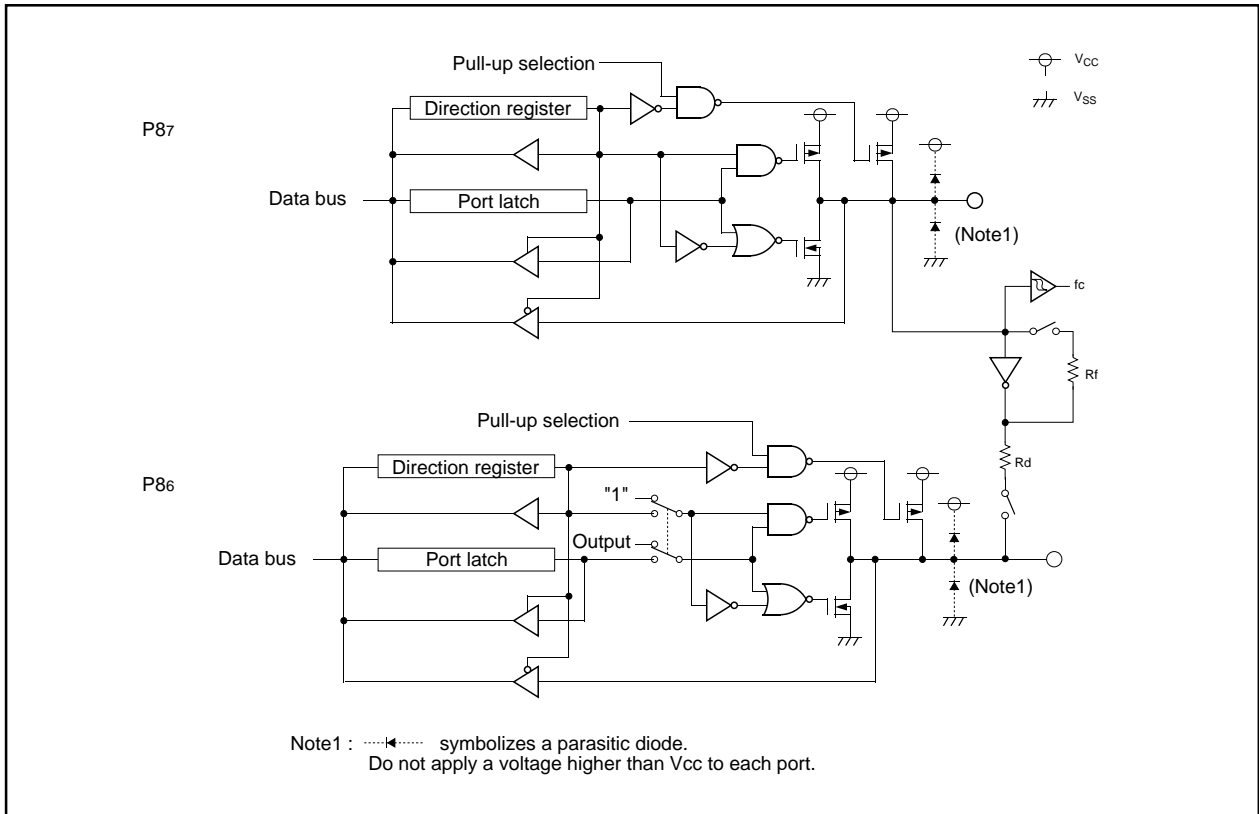 Pull-up selection
VCC
Direction register
VSS
P87
Data bus
Port latch
(Note1)
fc
Rf
Pull-up selection
Rd
Direction register
P86
"1"
Output
Data bus
Port latch
(Note1)
Note1 : symbolizes a parasitic diode.
Do not apply a voltage higher than Vcc to each port.